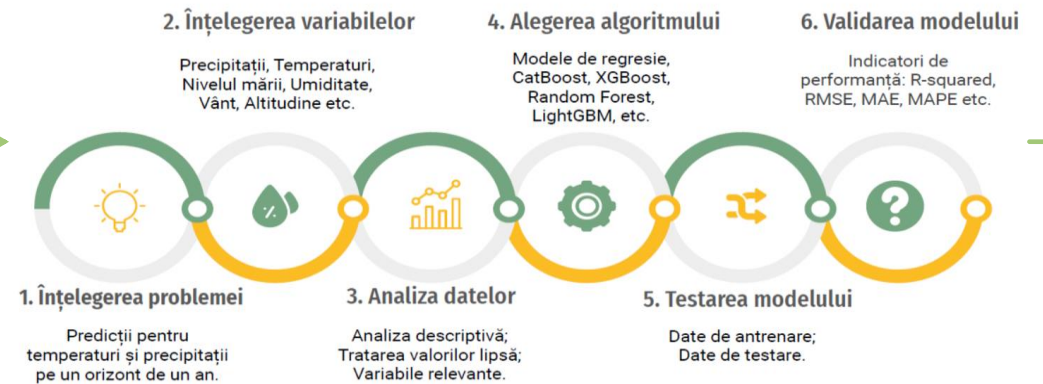 2. Înțelegerea variabilelor
Precipitații, Temperaturi,
Nivelul mării, Umiditate,
Vânt, Altitudine etc.
4. Alegerea algoritmului
Modele de regresie,
CatBoost, XGBoost,
Random Forest,
LightGBM, etc.
6. Validarea modelului
Indicatori de
performanță: R-squared,
RMSE, MAE, MAPE etc.
%
?
1. Înțelegerea problemei
Predicții pentru
temperaturi și precipitații
pe un orizont de un an.
3. Analiza datelor
Analiza descriptivă;
Tratarea valorilor lipsă;
Variabile relevante.
5. Testarea modelului
Date de antrenare;
Date de testare.